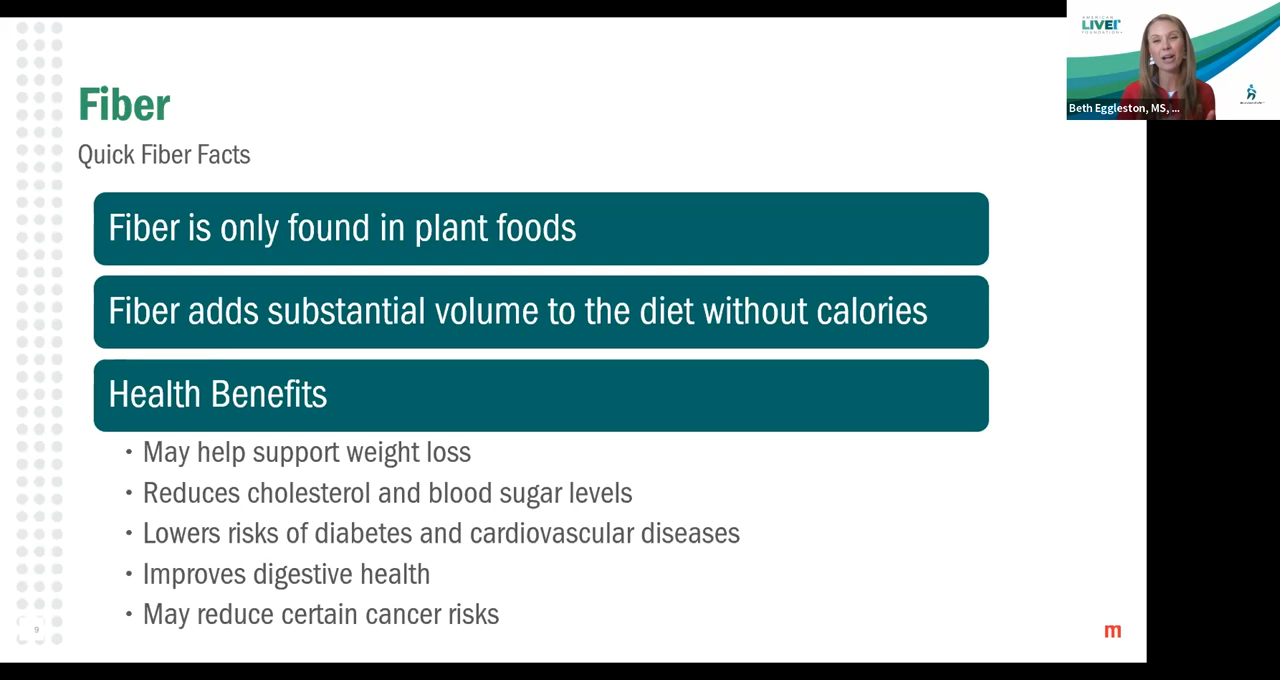 Fiber
Quick Fiber Facts
Fiber is only found in plant foods
Fiber adds substantial volume to the diet without calories
Health Benefits
• May help support weight loss
• Reduces cholesterol and blood sugar levels
• Lowers risks of diabetes and cardiovascular diseases
• Improves digestive health
• May reduce certain cancer risks
9
m
AMERICAN
LIVER
FOUNDATION
Beth Eggleston, MS, ...